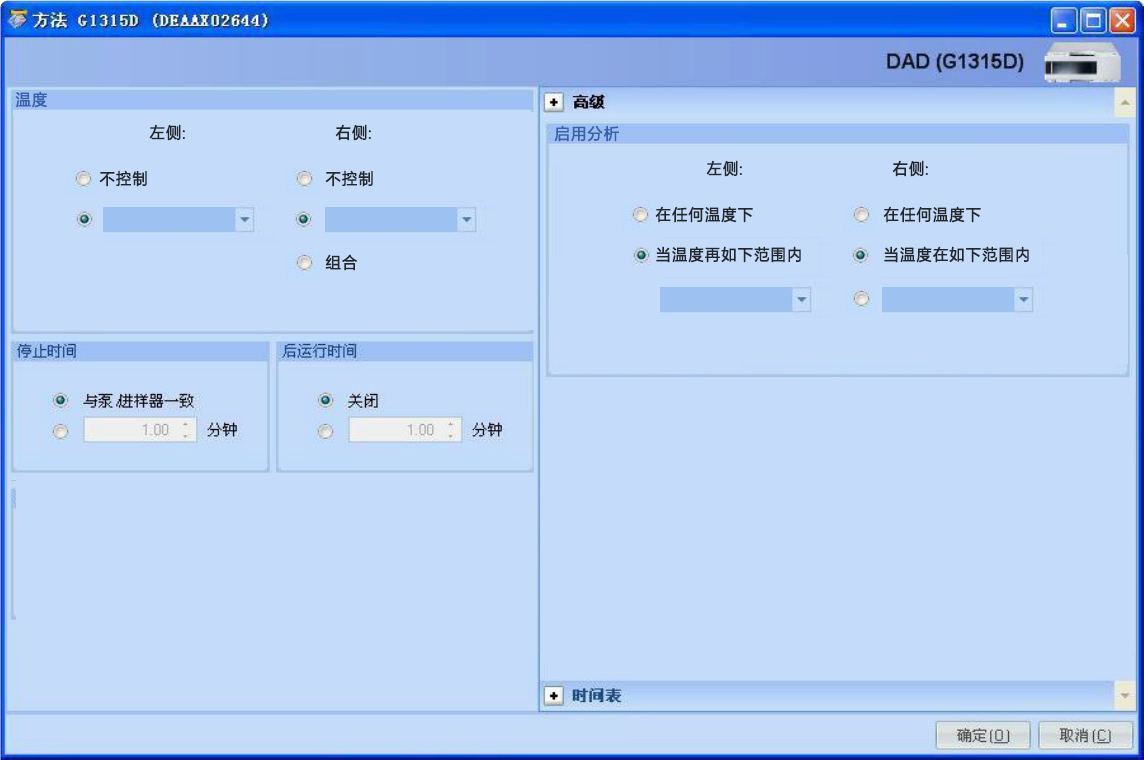 方法 G1315D (DEAAX02644)
DAD (G1315D)
温度
左侧: 右侧:
不控制 不控制
组合
停止时间
与泵/进样器一致
1.00 分钟
后运行时间
关闭
1.00 分钟
高级
启用分析
左侧: 右侧:
在任何温度下 在任何温度下
当温度再如下范围内 当温度在如下范围内
时间表
确定(O) 取消(C)